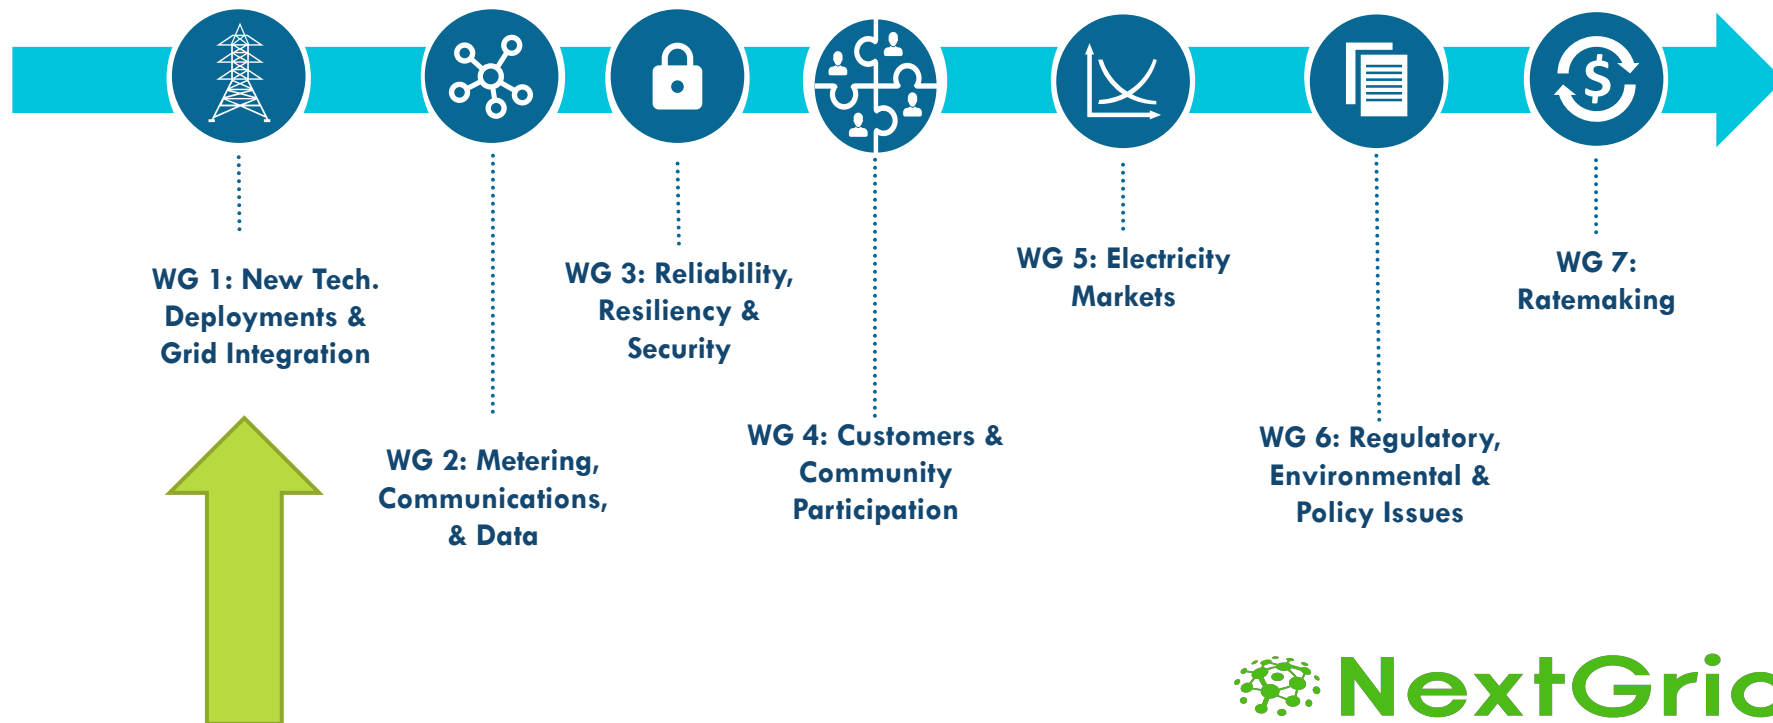 WG 1: New Tech.
Deployments &
Grid Integration
WG 2: Metering,
Communications,
& Data
WG 3: Reliability,
Resiliency &
Security
WG 4: Customers &
Community
Participation
WG 5: Electricity
Markets
WG 6: Regulatory,
Environmental &
Policy Issues
WG 7:
Ratemaking
$
NextGrid